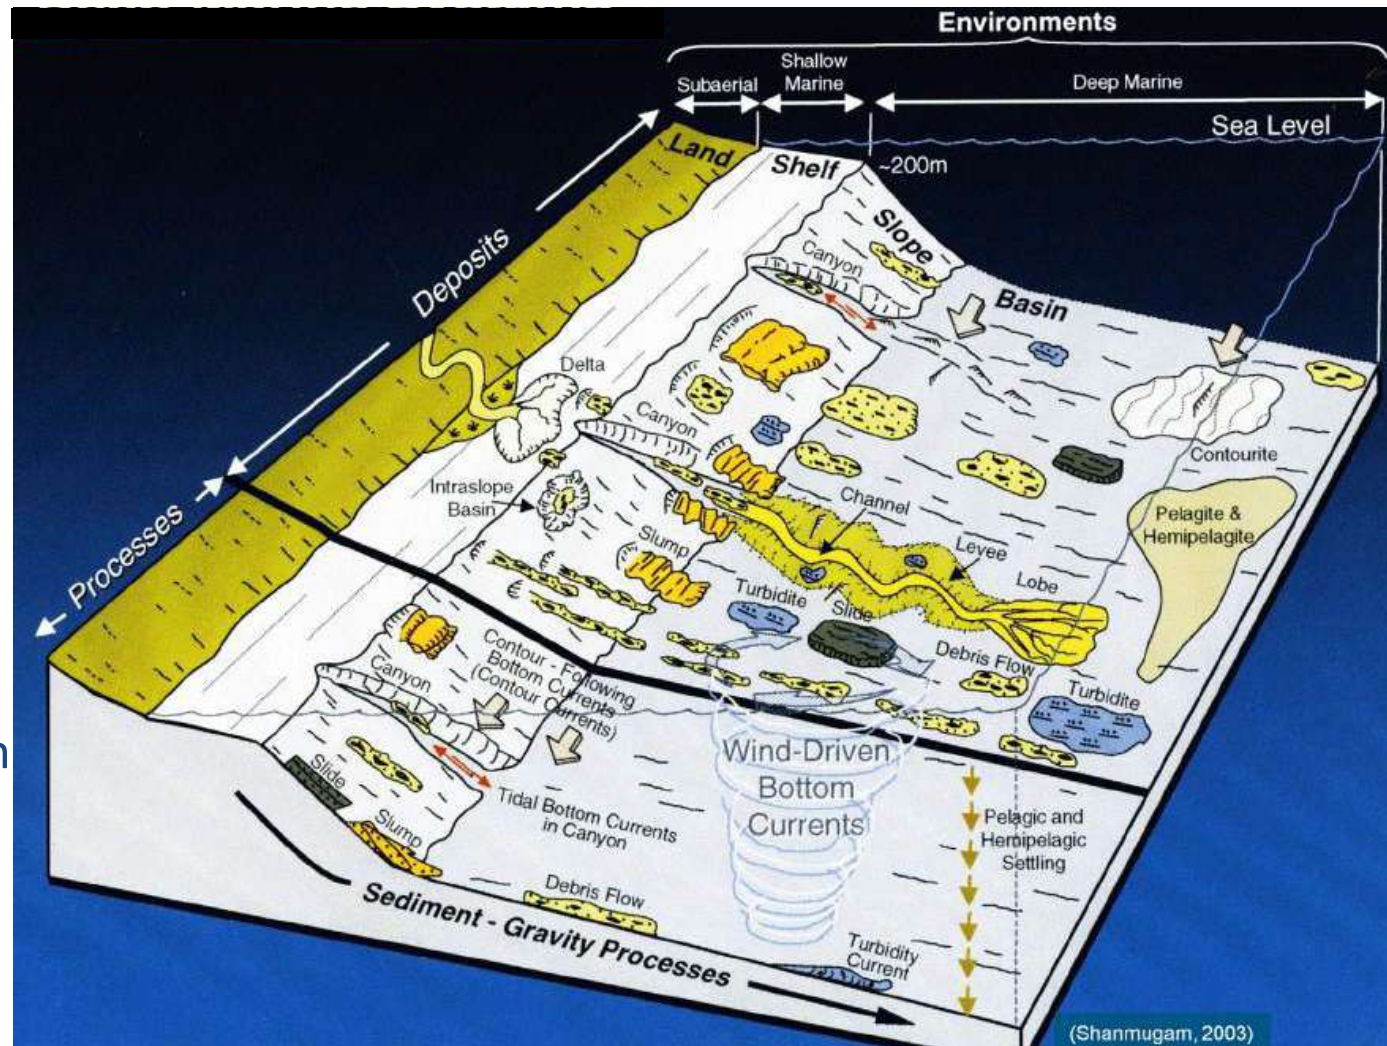 Environments
Subaerial
Shallow
Marine
Deep Marine
Sea Level
Land
Shelf
~200m
Slope
Canyon
Basin
Deposits
Delta
Canyon
Contourite
Intraslope
Basin
Channel
Pelagite &
Hemipelagite
Processes
Slump
Levee
Lobe
Turbidite
Slide
Debris Flow
Turbidite
Contour - Following
Bottom Currents
(Contour Currents)
Canyon
Wind-Driven
Bottom
Currents
Slide
Slump
Tidal Bottom Currents
in Canyon
Pelagic and
Hemipelagic
Settling
Debris Flow
Sediment - Gravity Processes
Turbidity
Current
(Shanmugam, 2003)